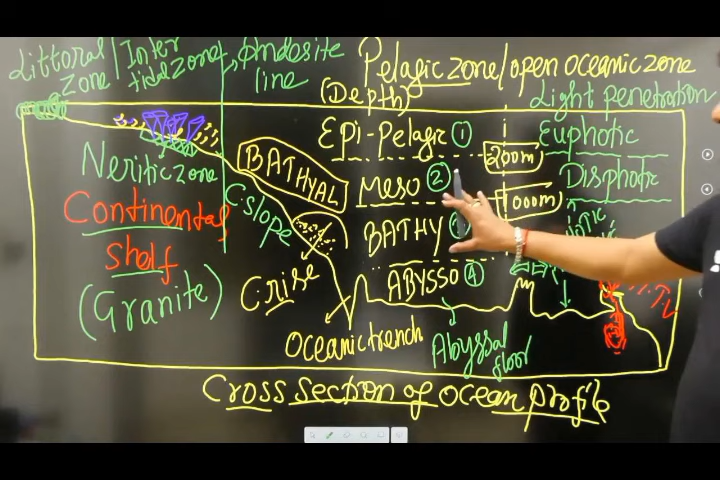 Littoral zone
Inter tidal zone
Andesite line
Pelagic zone/open oceanic zone
(Depth)
Light penetration
Epi-Pelagic 1
200m
Euphotic
Neritic zone
BATHYAL
Meso 2
1000m
Disphotic
Continental
Shelf
(Granite)
C.slope
BATHY
C.rise
ABYSSO 4
Oceanic trench
Abyssal floor
Cross section of ocean profile